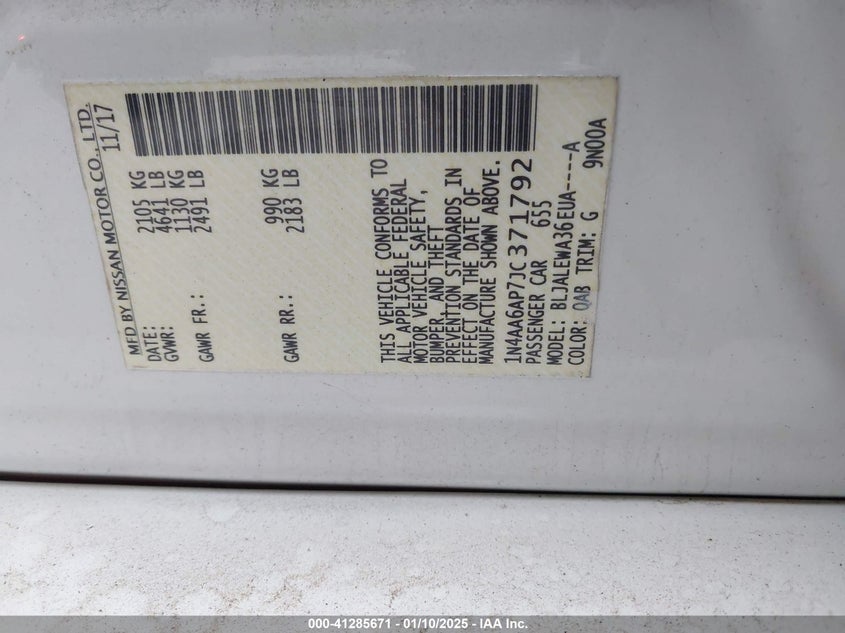 MFD BY NISSAN MOTOR CO., LTD.
DATE: 11/17
GVWR: 2105 KG
4641 LB
GAWR FR.: 1130 KG
2491 LB
GAWR RR.: 990 KG
2183 LB
THIS VEHICLE CONFORMS TO
ALL APPLICABLE FEDERAL
MOTOR VEHICLE SAFETY,
BUMPER, AND THEFT
PREVENTION STANDARDS IN
EFFECT ON THE DATE OF
MANUFACTURE SHOWN ABOVE.
1N4AA6AP7JC371792
PASSENGER CAR 655
MODEL: BLJALEWA36EUA----A
COLOR: QAB TRIM: G 9N00A
000-41285671 - 01/10/2025 - IAA Inc.